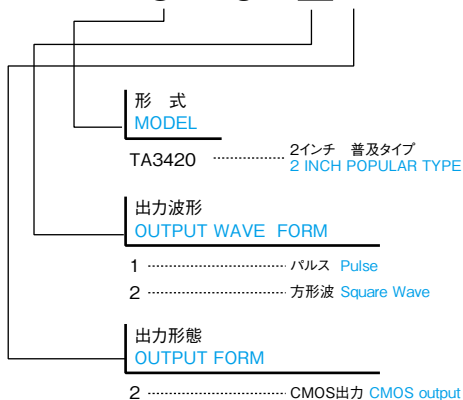 形 式
MODEL
TA3420 ················ 2インチ 普及タイプ
2 INCH POPULAR TYPE
出力波形
OUTPUT WAVE FORM
1 ································ パルス Pulse
2 ································ 方形波 Square Wave
出力形態
OUTPUT FORM
2 ································ CMOS出力 CMOS output